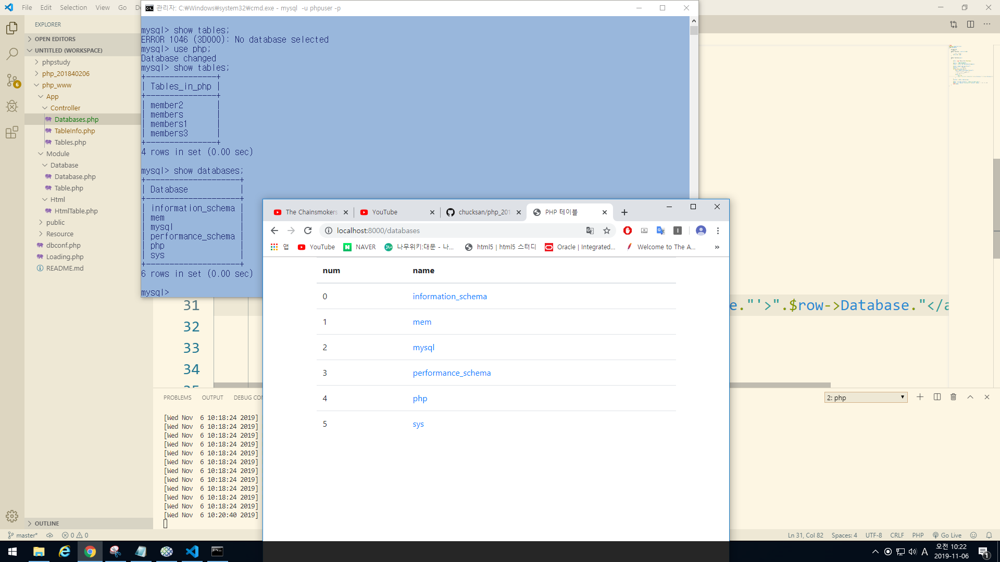 File Edit Selection View Go De
관리자: C:₩Windows₩system32₩cmd.exe - mysql  -u phpuser -p
EXPLORER
OPEN EDITORS
UNTITLED (WORKSPACE)
phpstudy
php_201840206
php_www
App
Controller
Databases.php
TableInfo.php
Tables.php
Module
Database
Database.php
Table.php
Html
HtmlTable.php
public
Resource
dbconf.php
Loading.php
README.md
OUTLINE
6
mysql> show tables;
ERROR 1046 (3D000): No database selected
mysql> use php;
Database changed
mysql> show tables;
+---------------+
| Tables_in_php |
+---------------+
| member2       |
| members       |
| members1      |
| members3      |
+---------------+
4 rows in set (0.00 sec)
mysql> show databases;
+--------------------+
| Database           |
+--------------------+
| information_schema |
| mem                |
| mysql              |
| performance_schema |
| php                |
| sys                |
+--------------------+
6 rows in set (0.00 sec)
mysql>
The Chainsmokers
YouTube
chucksan/php_201
PHP 테이블
localhost:8000/databases
앱 YouTube NAVER 나무위키:대문 - 나... html5 | html5 스터디 Oracle | Integrated... Welcome to The A... »
num name
0 information_schema
1 mem
2 mysql
3 performance_schema
4 php
5 sys
31 e."'>".$row->Database."</a
32
33
34
35
PROBLEMS OUTPUT DEBUG CON
2: php
[Wed Nov  6 10:18:24 2019]
[Wed Nov  6 10:18:24 2019]
[Wed Nov  6 10:18:24 2019]
[Wed Nov  6 10:18:24 2019]
[Wed Nov  6 10:18:24 2019]
[Wed Nov  6 10:18:24 2019]
[Wed Nov  6 10:18:24 2019]
[Wed Nov  6 10:18:24 2019]
[Wed Nov  6 10:18:24 2019]
[Wed Nov  6 10:18:24 2019]
[Wed Nov  6 10:18:24 2019]
[Wed Nov  6 10:20:40 2019]
master* 0 0
Ln 31, Col 82 Spaces: 4 UTF-8 CRLF PHP Go Live
A 오전 10:22
2019-11-06
1